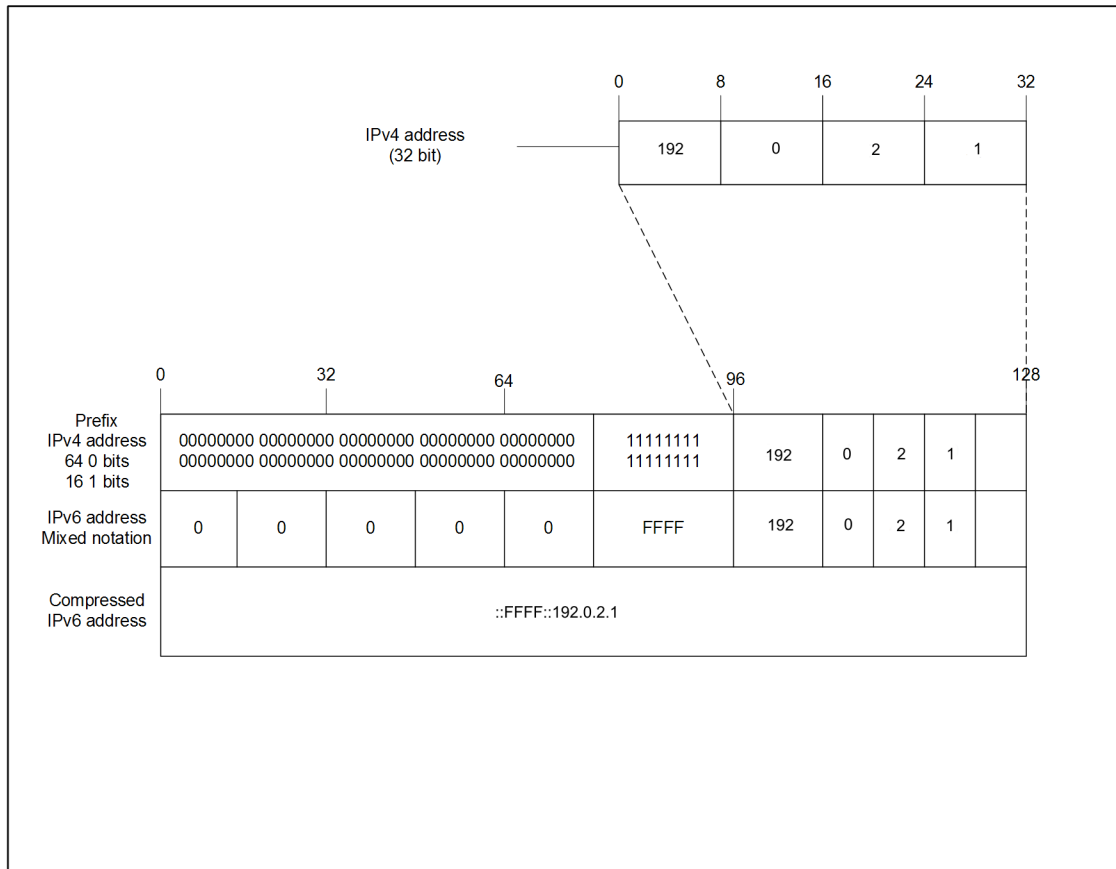 0 8 16 24 32
IPv4 address
(32 bit)
192 0 2 1
0 32 64 96 128
Prefix
IPv4 address
64 0 bits
16 1 bits
00000000 00000000 00000000 00000000 00000000
00000000 00000000 00000000 00000000 00000000
11111111
11111111
192 0 2 1
IPv6 address
Mixed notation
0 0 0 0 0 FFFF 192 0 2 1
Compressed
IPv6 address
::FFFF::192.0.2.1